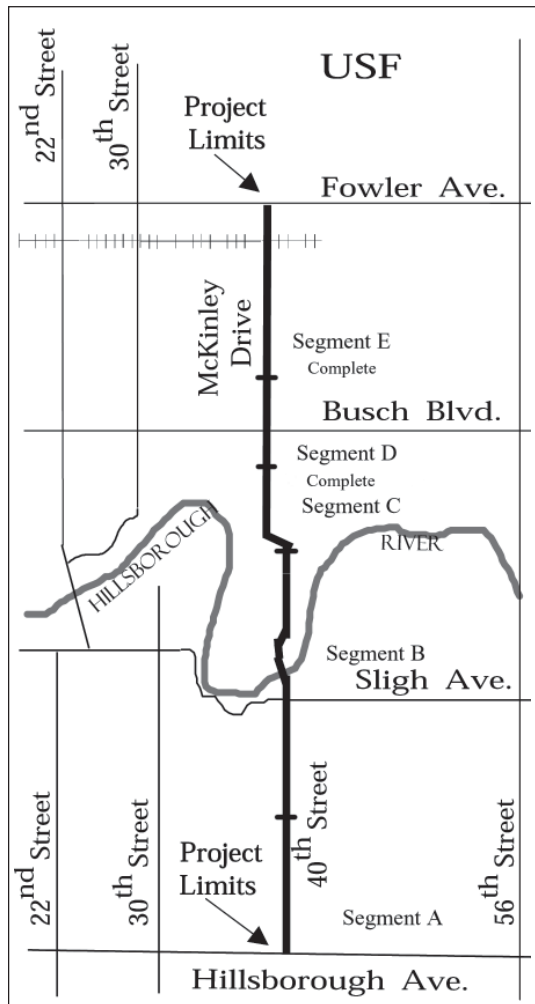 USF
22nd Street
30th Street
Project
Limits
Fowler Ave.
McKinley
Drive
Segment E
Complete
Busch Blvd.
Segment D
Complete
Segment C
HILLSBOROUGH
RIVER
Segment B
Sligh Ave.
22nd Street
30th Street
Project
Limits
40th Street
56th Street
Segment A
Hillsborough Ave.